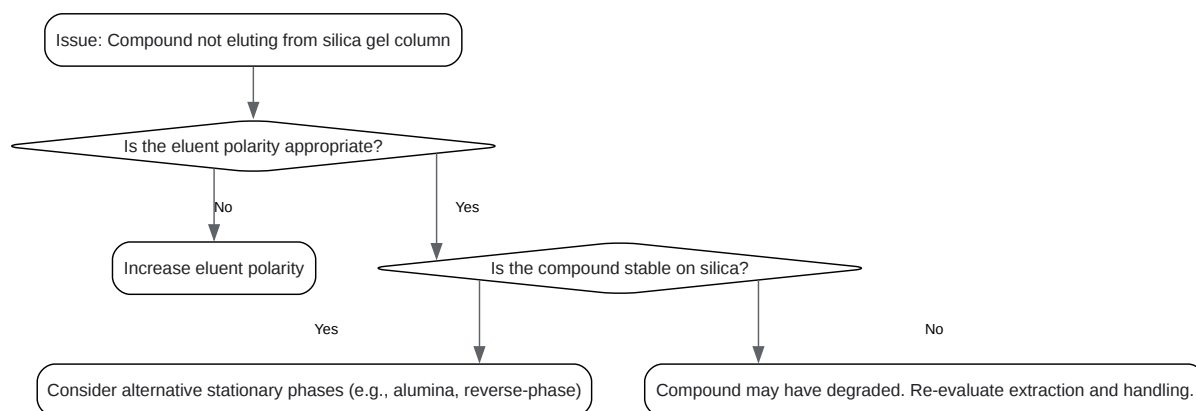 Issue: Compound not eluting from silica gel column
Is the eluent polarity appropriate?
No
Yes
Increase eluent polarity
Is the compound stable on silica?
Yes
No
Consider alternative stationary phases (e.g., alumina, reverse-phase)
Compound may have degraded. Re-evaluate extraction and handling.